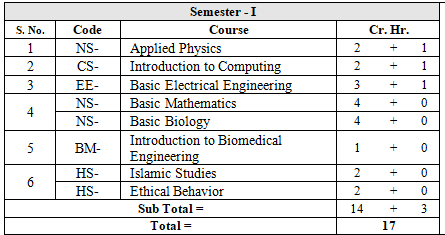 Semester - I
S. No. Code Course Cr. Hr.
1 NS- Applied Physics 2 + 1
2 CS- Introduction to Computing 2 + 1
3 EE- Basic Electrical Engineering 3 + 1
4 NS- Basic Mathematics 4 + 0
NS- Basic Biology 4 + 0
5 BM- Introduction to Biomedical
Engineering 1 + 0
6 HS- Islamic Studies 2 + 0
HS- Ethical Behavior 2 + 0
Sub Total = 14 + 3
Total = 17